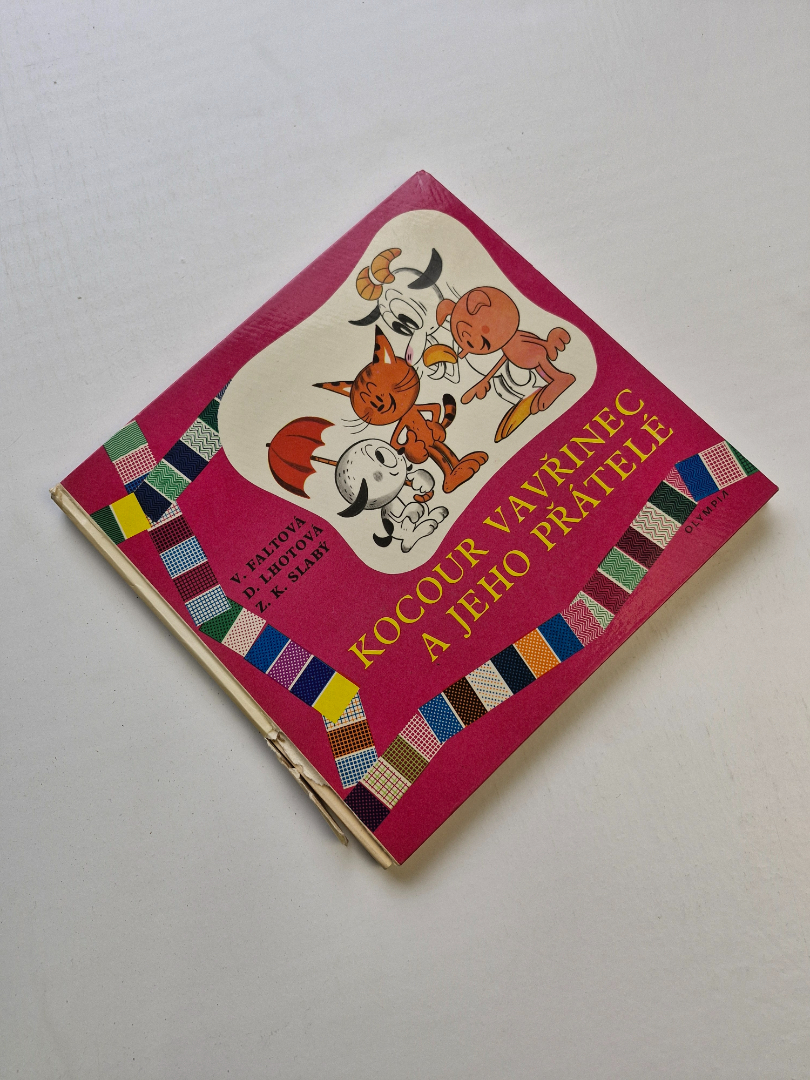 V. FALTOVÁ
D. LHOTOVÁ
Z. K. SLABÝ
KOCOUR VAVŘINEC
A JEHO PŘÁTELÉ
OLYMPIA